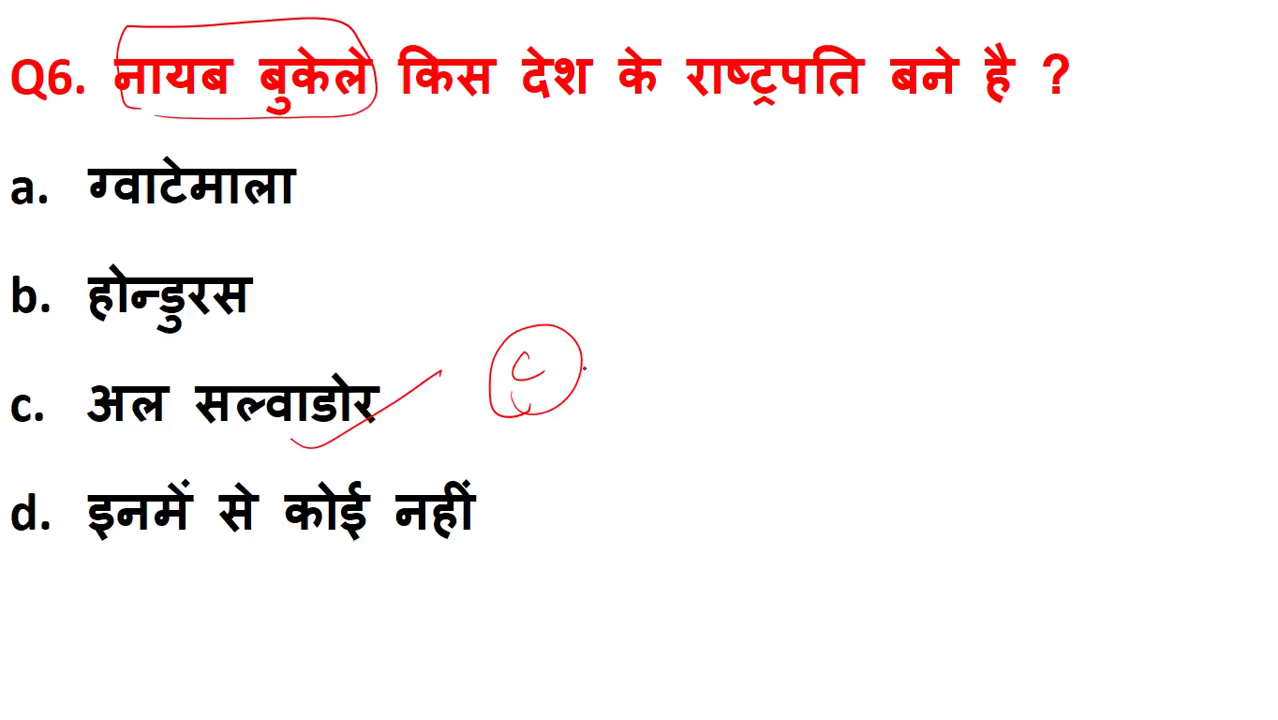 Q6. नायब बुकेले किस देश के राष्ट्रपति बने है ?
a. ग्वाटेमाला
b. होन्डुरस
c. अल सल्वाडोर
C
d. इनमें से कोई नहीं